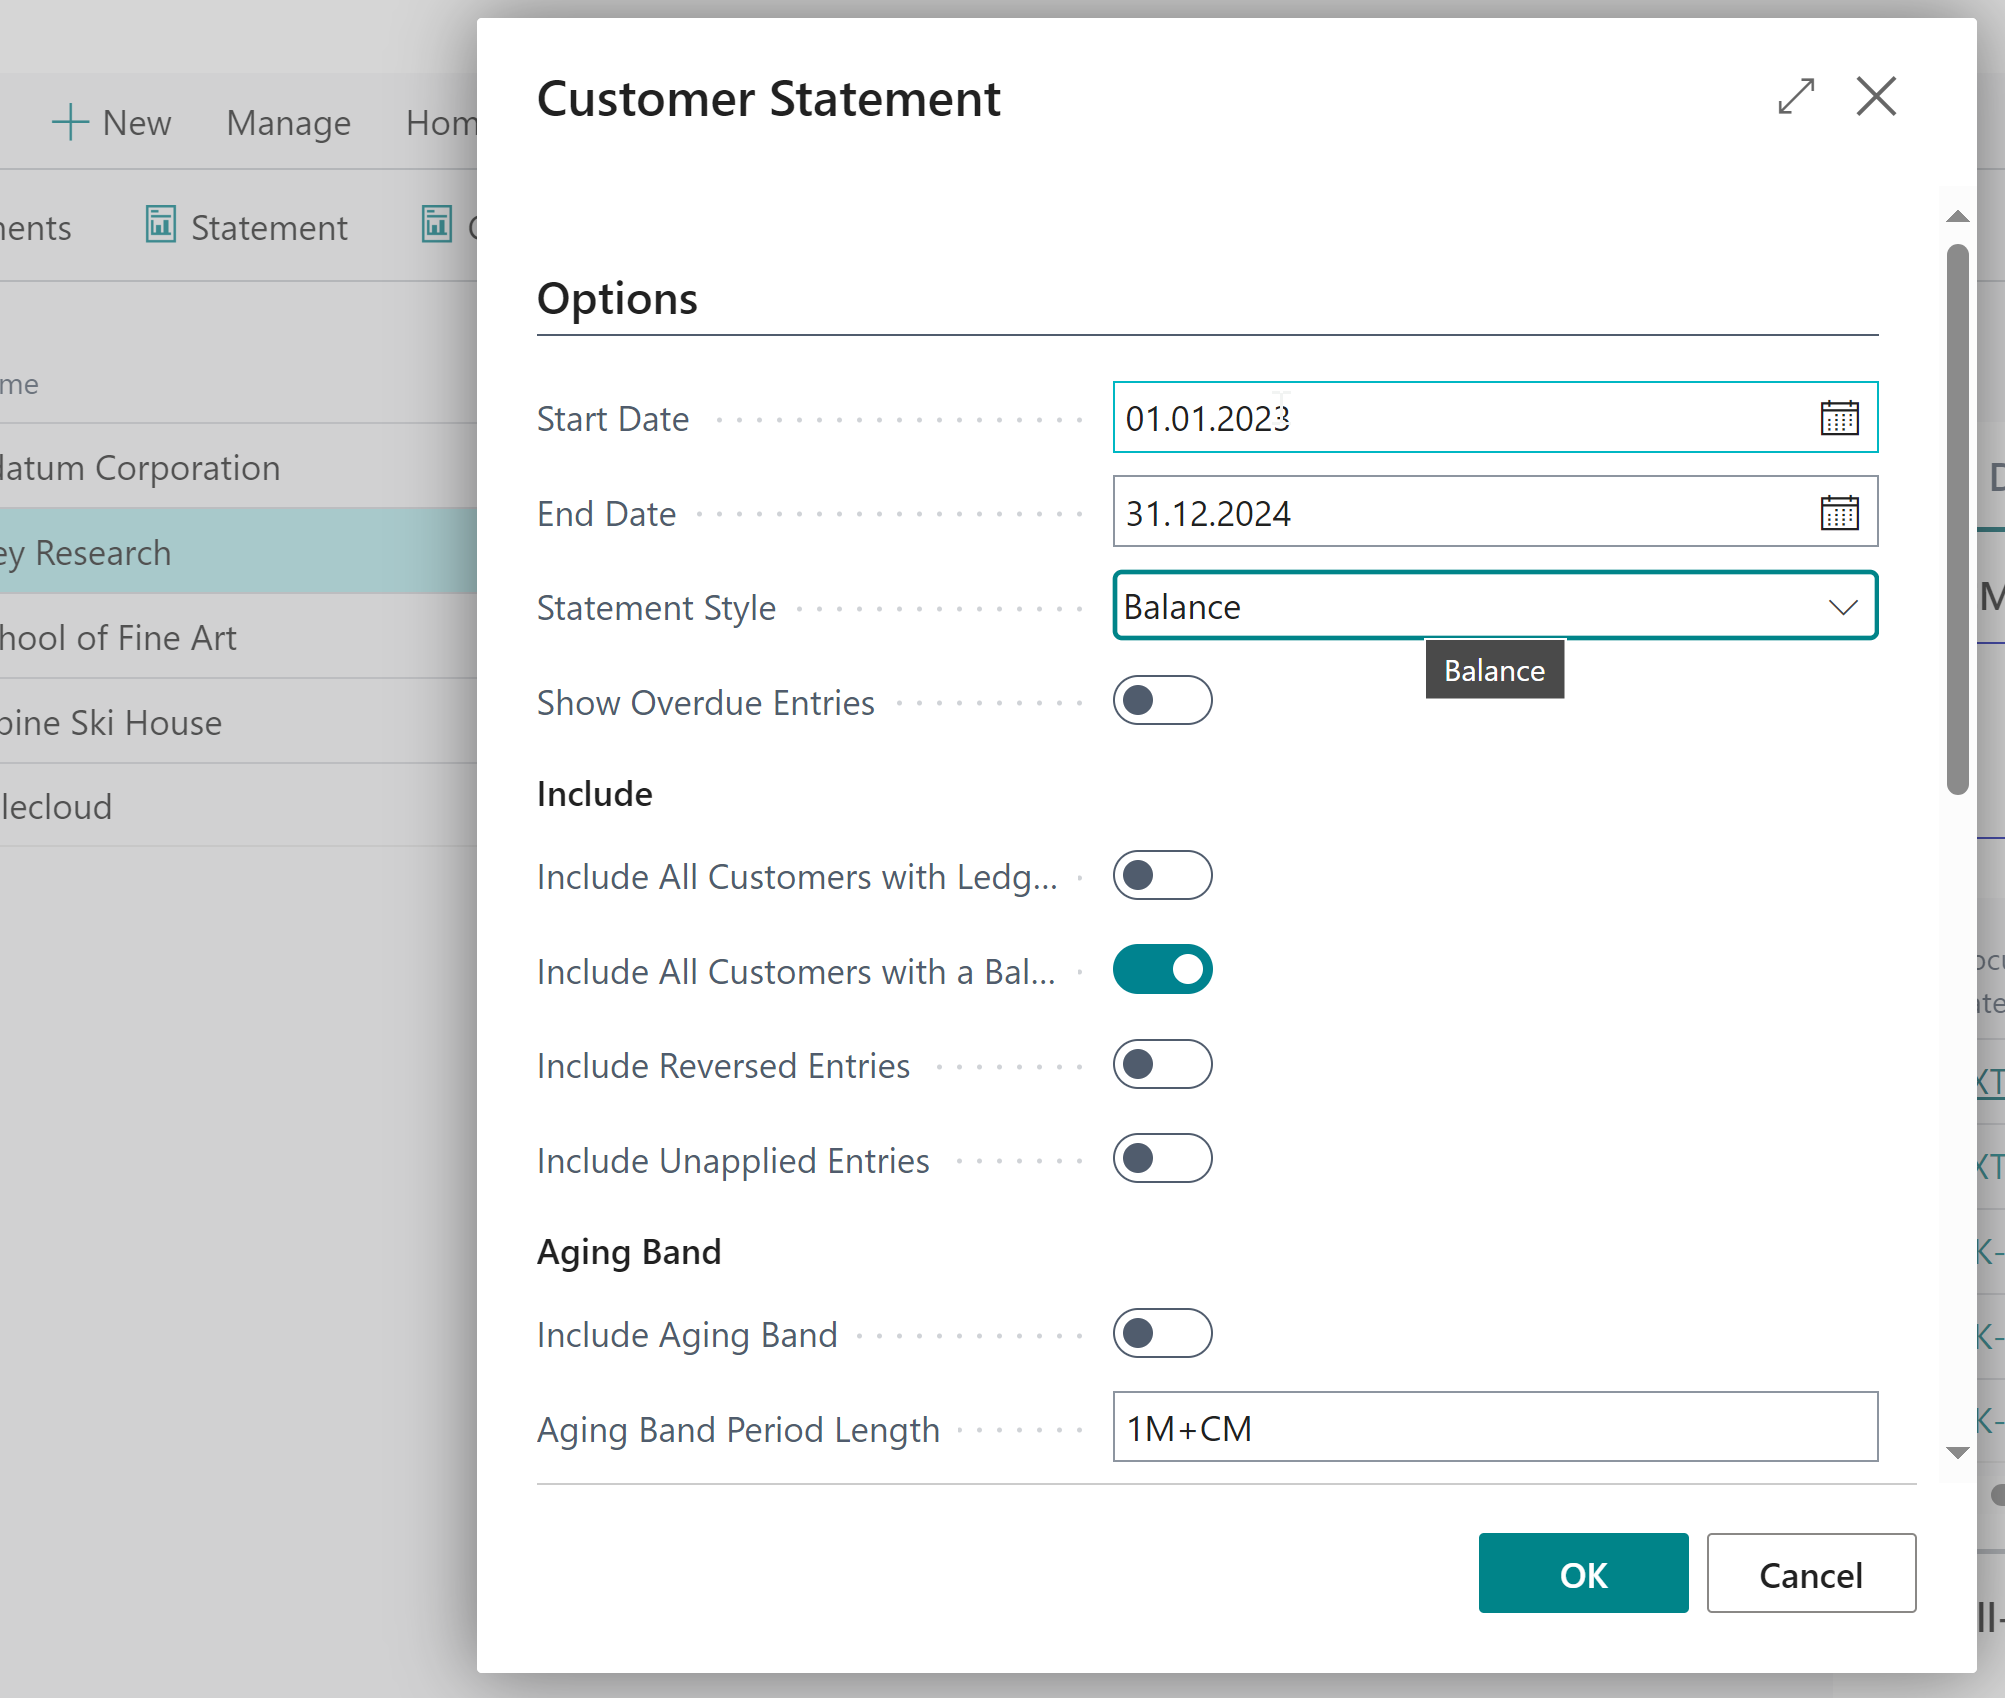 Customer Statement
New Manage Hom
nents Statement
Options
me
Start Date 01.01.2023
datum Corporation
End Date 31.12.2024
ey Research
Statement Style Balance
Balance
hool of Fine Art
Show Overdue Entries
pine Ski House
Include
lecloud
Include All Customers with Ledg...
Include All Customers with a Bal...
Include Reversed Entries
Include Unapplied Entries
Aging Band
Include Aging Band
Aging Band Period Length 1M+CM
OK Cancel